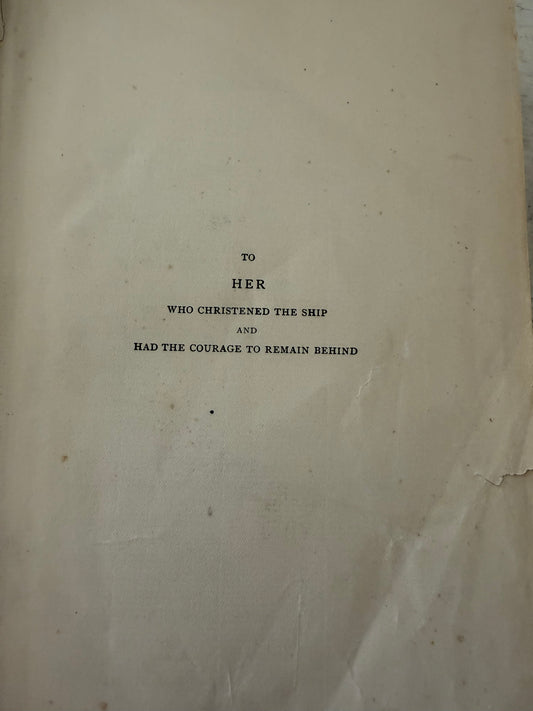 TO
HER
WHO CHRISTENED THE SHIP
AND
HAD THE COURAGE TO REMAIN BEHIND